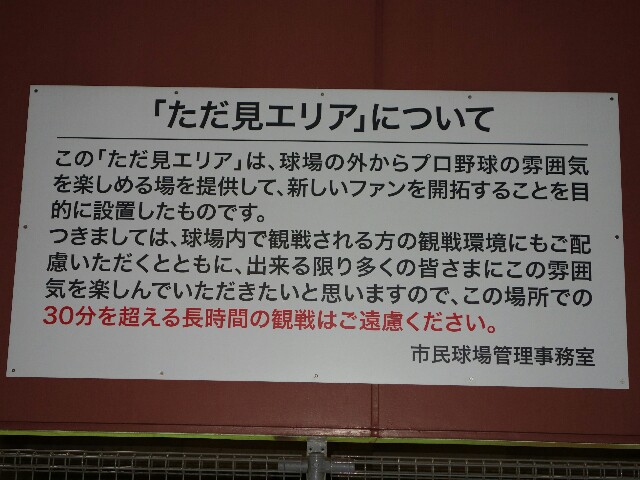 「ただ見エリア」について
この「ただ見エリア」は、球場の外からプロ野球の雰囲気
を楽しめる場を提供して、新しいファンを開拓することを目
的に設置したものです。
つきましては、球場内で観戦される方の観戦環境にもご配
慮いただくとともに、出来る限り多くの皆さまにこの雰囲
気を楽しんでいただきたいと思いますので、この場所での
30分を超える長時間の観戦はご遠慮ください。
市民球場管理事務室